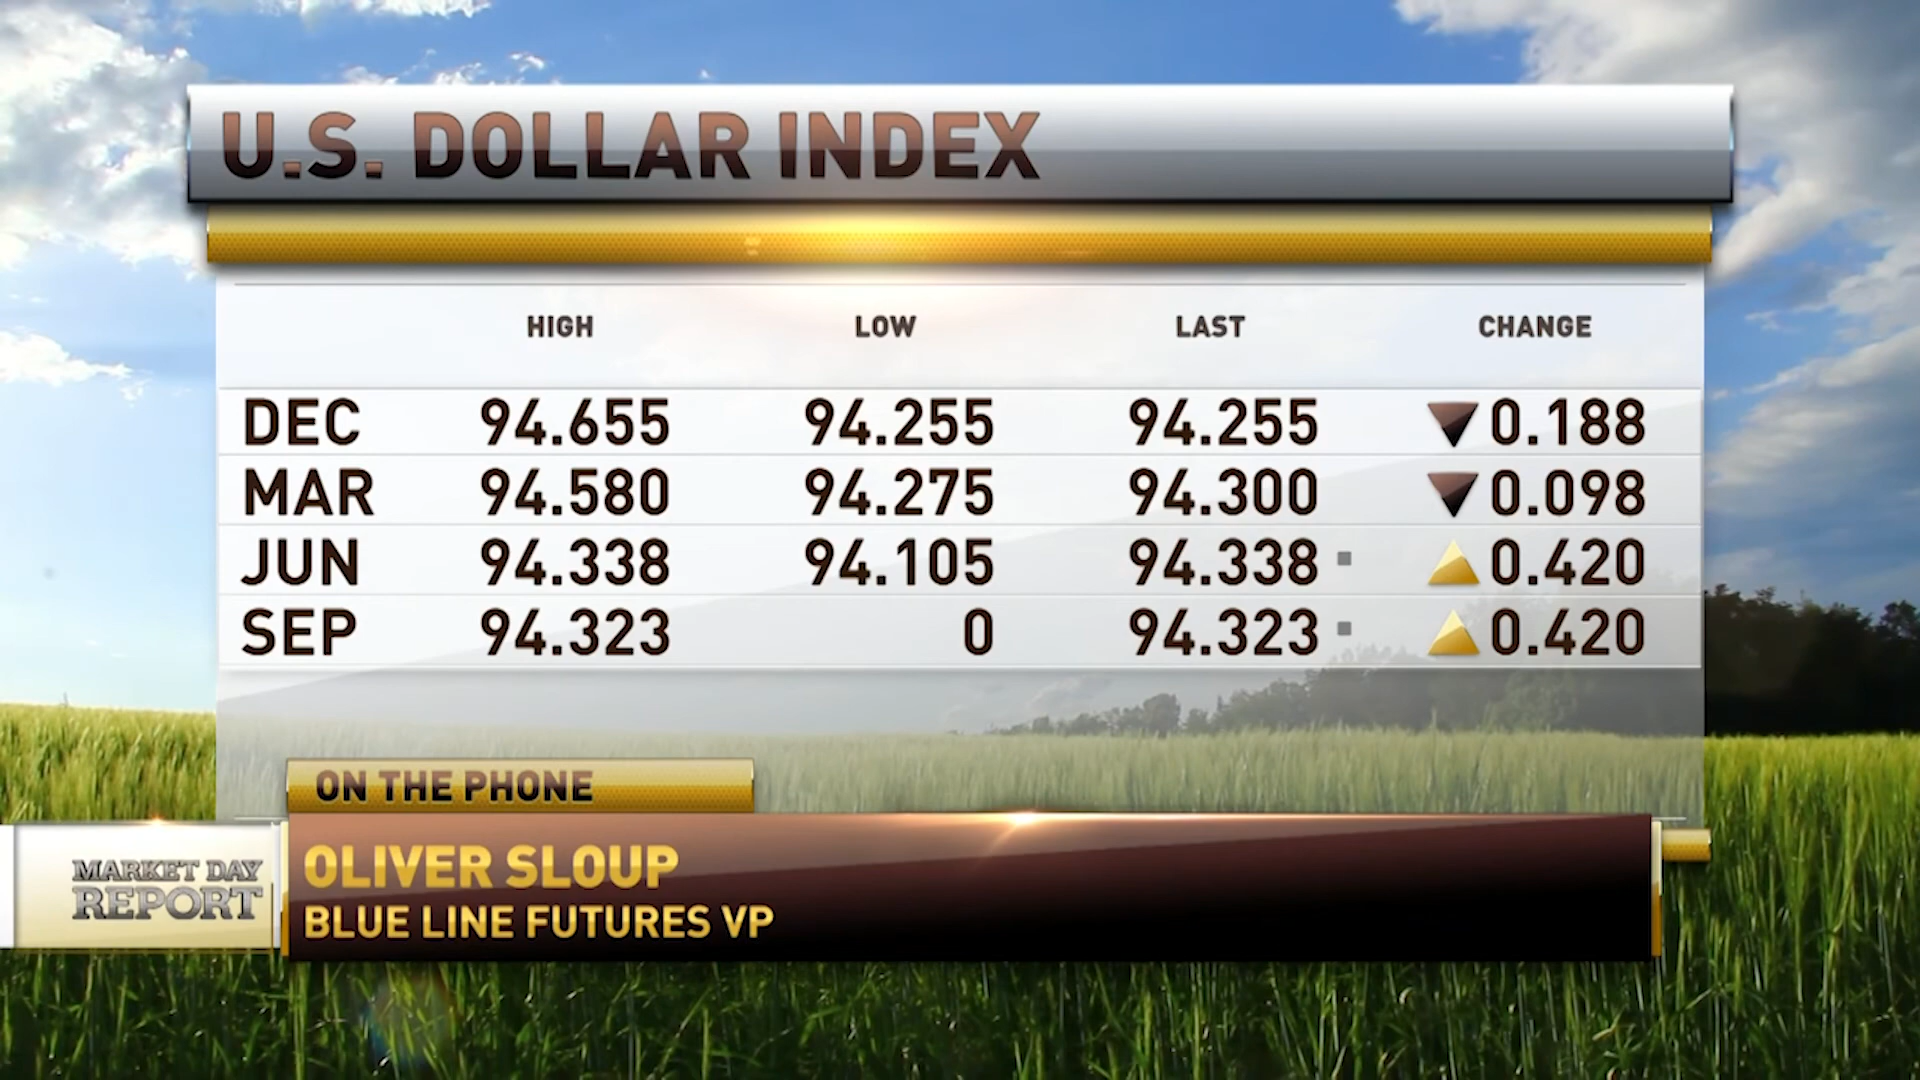 U.S. DOLLAR INDEX
HIGH LOW LAST CHANGE
DEC 94.655 94.255 94.255 ▼ 0.188
MAR 94.580 94.275 94.300 ▼ 0.098
JUN 94.338 94.105 94.338 ▪ ▲ 0.420
SEP 94.323 0 94.323 ▪ ▲ 0.420
ON THE PHONE
OLIVER SLOUP
BLUE LINE FUTURES VP
MARKET DAY
REPORT